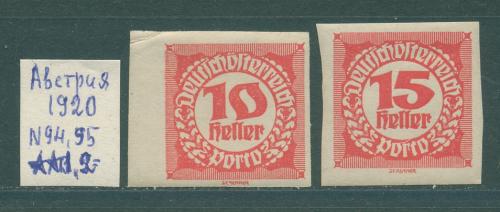 Австрия
1920
N94,95
Deutschösterreich
10
Heller
Porto
Deutschösterreich
15
Heller
Porto